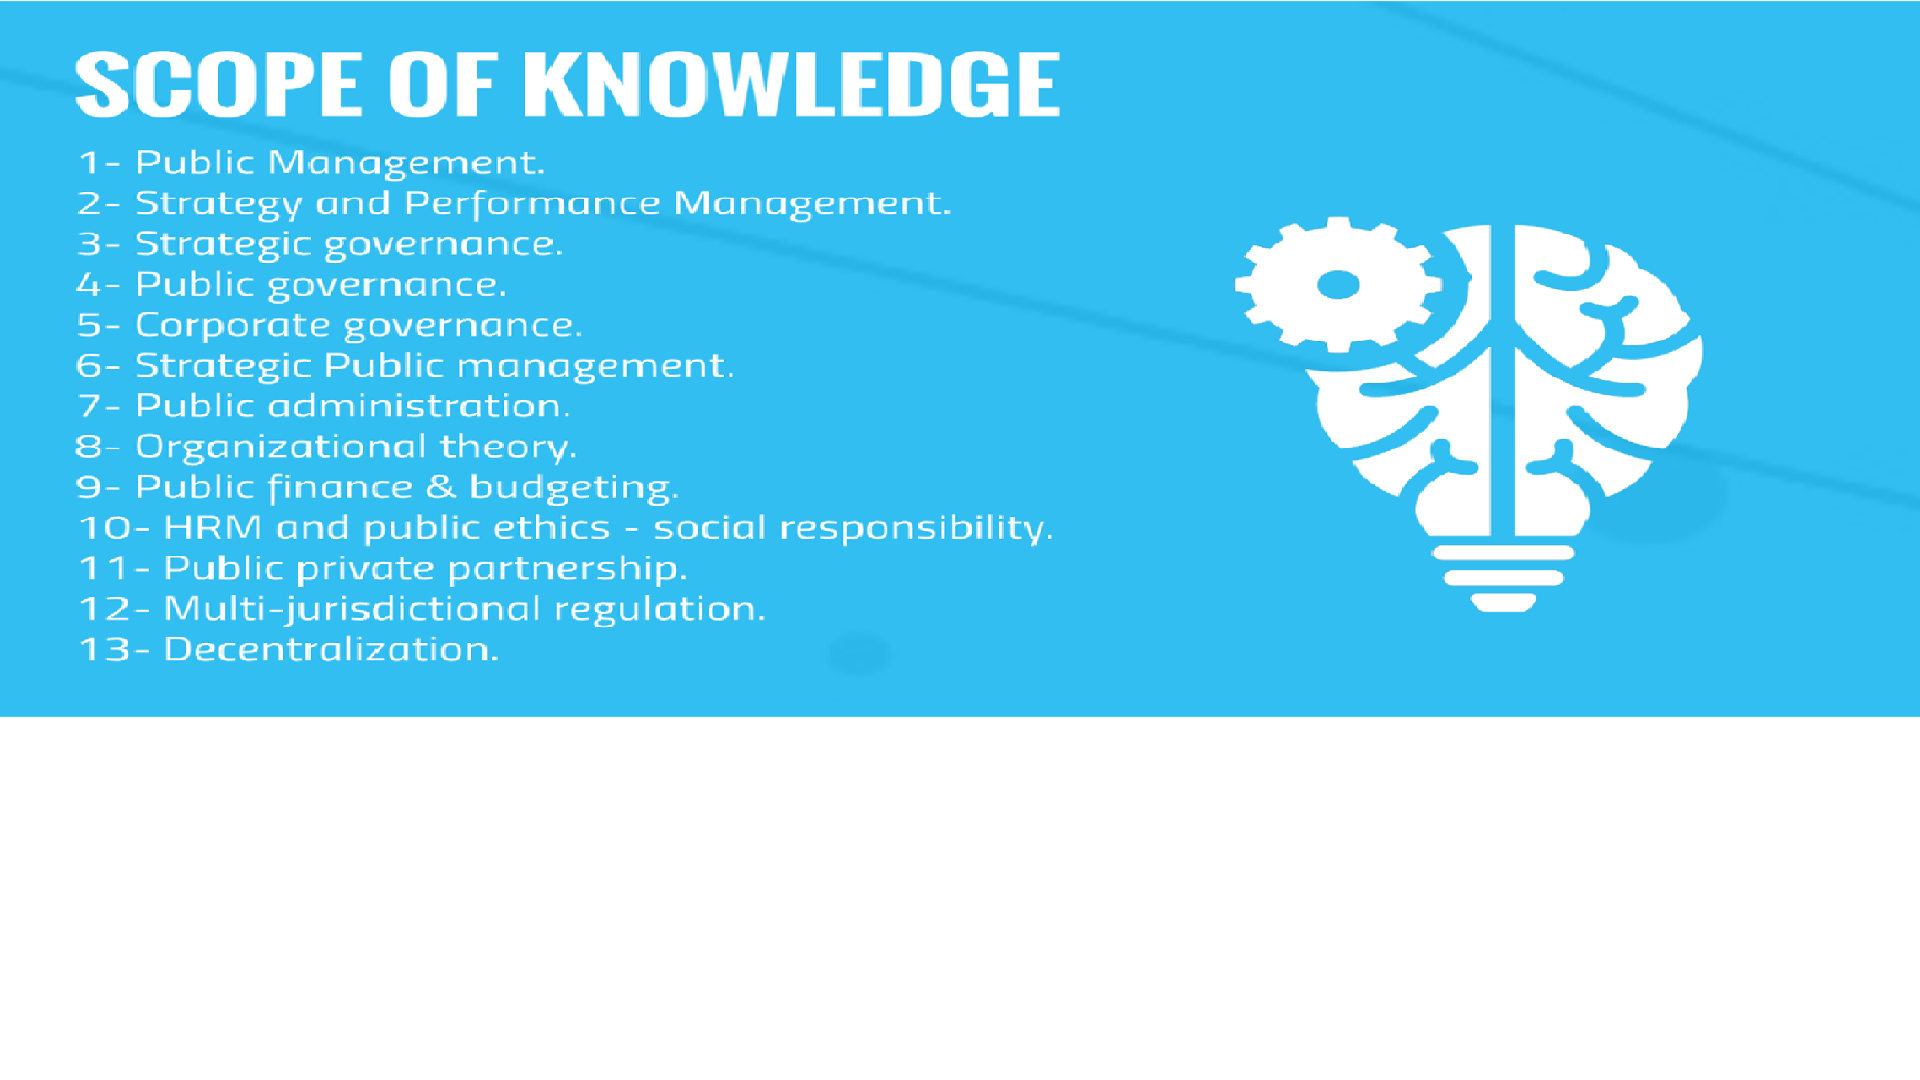 SCOPE OF KNOWLEDGE
1- Public Management.
2- Strategy and Performance Management.
3- Strategic governance.
4- Public governance.
5- Corporate governance.
6- Strategic Public management.
7- Public administration.
8- Organizational theory.
9- Public finance & budgeting.
10- HRM and public ethics - social responsibility.
11- Public private partnership.
12- Multi-jurisdictional regulation.
13- Decentralization.